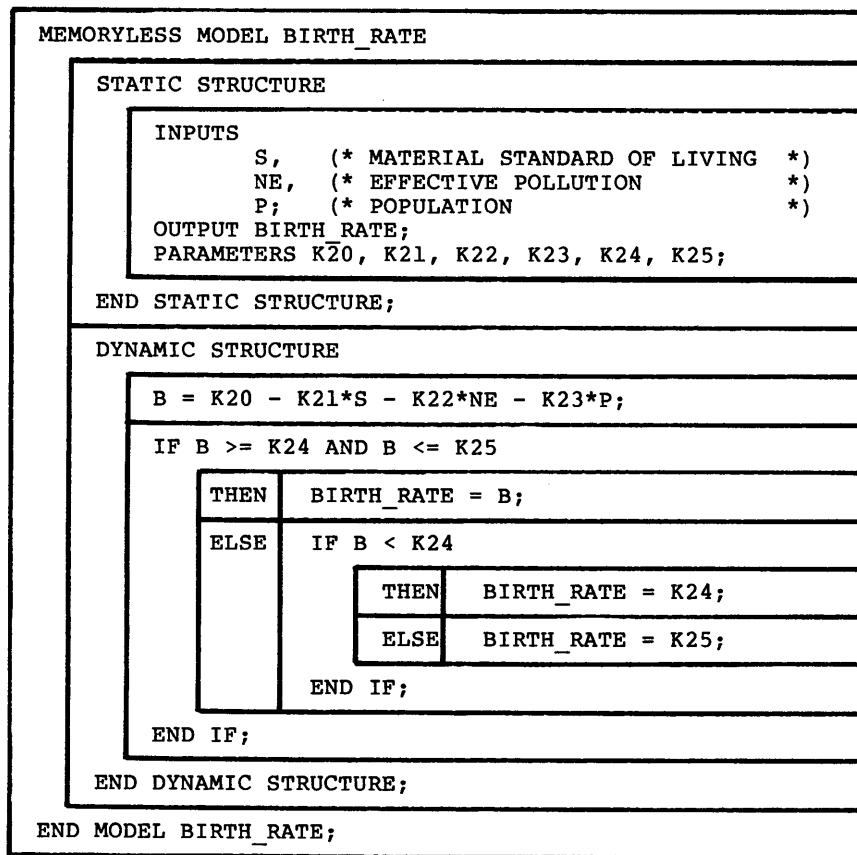 MEMORYLESS MODEL BIRTH_RATE
STATIC STRUCTURE
INPUTS
S, (* MATERIAL STANDARD OF LIVING *)
NE, (* EFFECTIVE POLLUTION *)
P; (* POPULATION *)
OUTPUT BIRTH_RATE;
PARAMETERS K20, K21, K22, K23, K24, K25;
END STATIC STRUCTURE;
DYNAMIC STRUCTURE
B = K20 - K21*S - K22*NE - K23*P;
IF B >= K24 AND B <= K25
THEN BIRTH_RATE = B;
ELSE IF B < K24
THEN BIRTH_RATE = K24;
ELSE BIRTH_RATE = K25;
END IF;
END IF;
END DYNAMIC STRUCTURE;
END MODEL BIRTH_RATE;